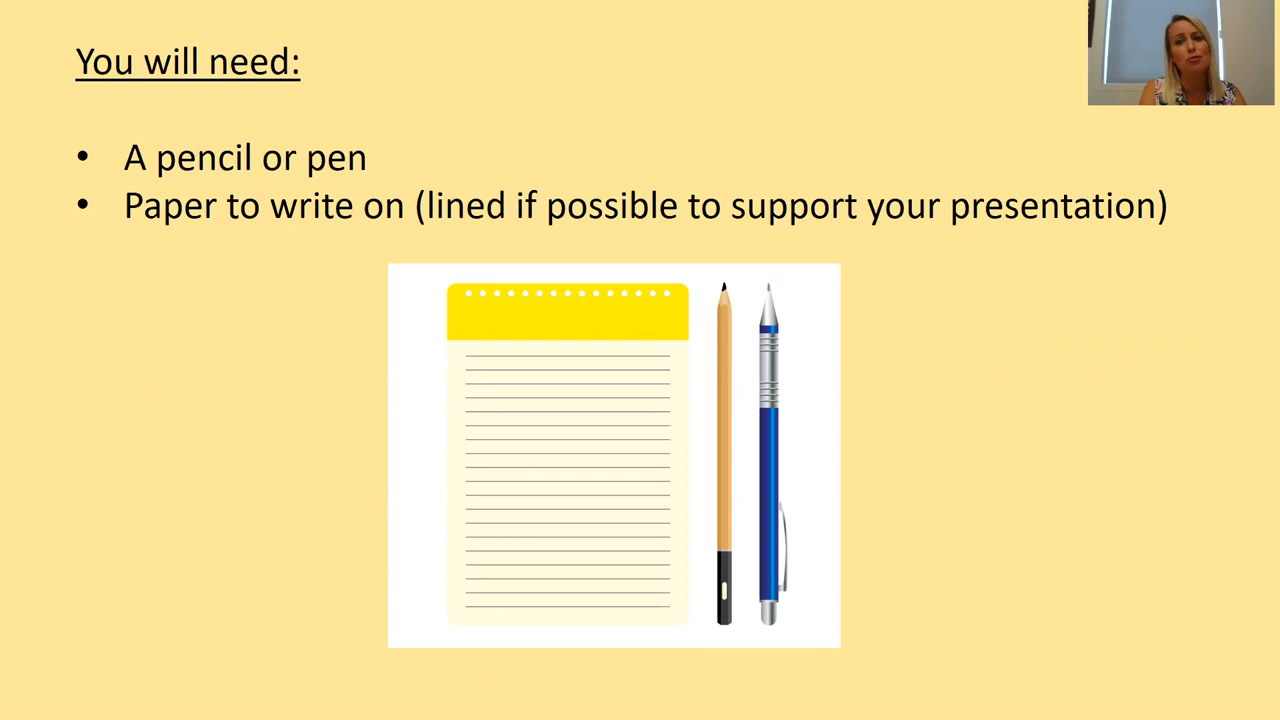 You will need:
• A pencil or pen
• Paper to write on (lined if possible to support your presentation)